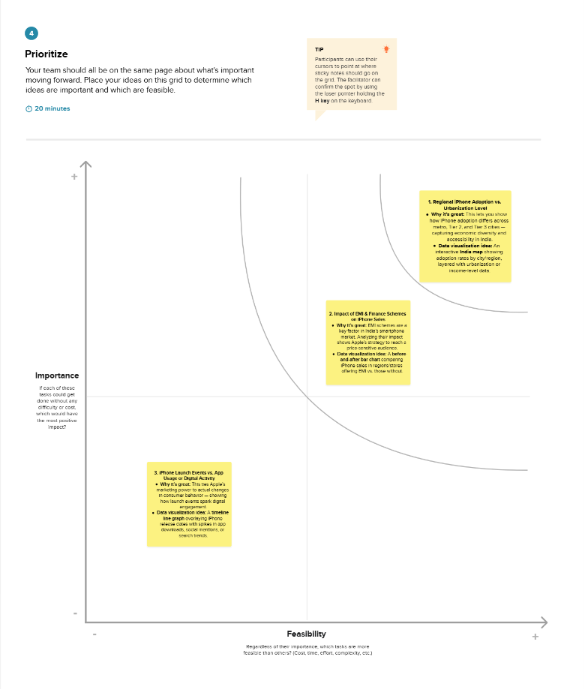 4
Prioritize
Your team should all be on the same page about what's important
moving forward. Place your ideas on this grid to determine which
ideas are important and which are feasible.
20 minutes
TIP
Participants can use their
cursors to point at where
sticky notes should go on
the grid. The facilitator can
confirm the spot by using
the laser pointer holding the
H key on the keyboard.
+
1. Regional iPhone Adoption vs.
Urbanization Level
• Why it's great: This lets you show
how iPhone adoption differs across
metro, Tier 2, and Tier 3 cities —
capturing economic diversity and
accessibility in India.
• Data visualization idea: An
interactive India map showing
adoption rates by city/region,
layered with urbanization or
income-level data.
2. Impact of EMI & Finance Schemes
on iPhone Sales
• Why it's great: EMI schemes are a
key factor in India's smartphone
market. Analyzing their impact
shows Apple's strategy to reach a
price-sensitive audience.
• Data visualization idea: A before
and-after bar chart comparing
iPhone sales in regions/stores
offering EMI vs. those without.
Importance
If each of these
tasks could get
done without any
difficulty or cost,
which would have
the most positive
impact?
3. iPhone Launch Events vs. App
Usage or Digital Activity
• Why it's great: This ties Apple's
marketing power to actual changes
in consumer behavior — showing
how launch events spark digital
engagement.
• Data visualization idea: A timeline
line graph overlaying iPhone
release dates with spikes in app
downloads, social mentions, or
search trends.
-
-
Feasibility
+
Regardless of their importance, which tasks are more
feasible than others? (Cost, time, effort, complexity, etc.)